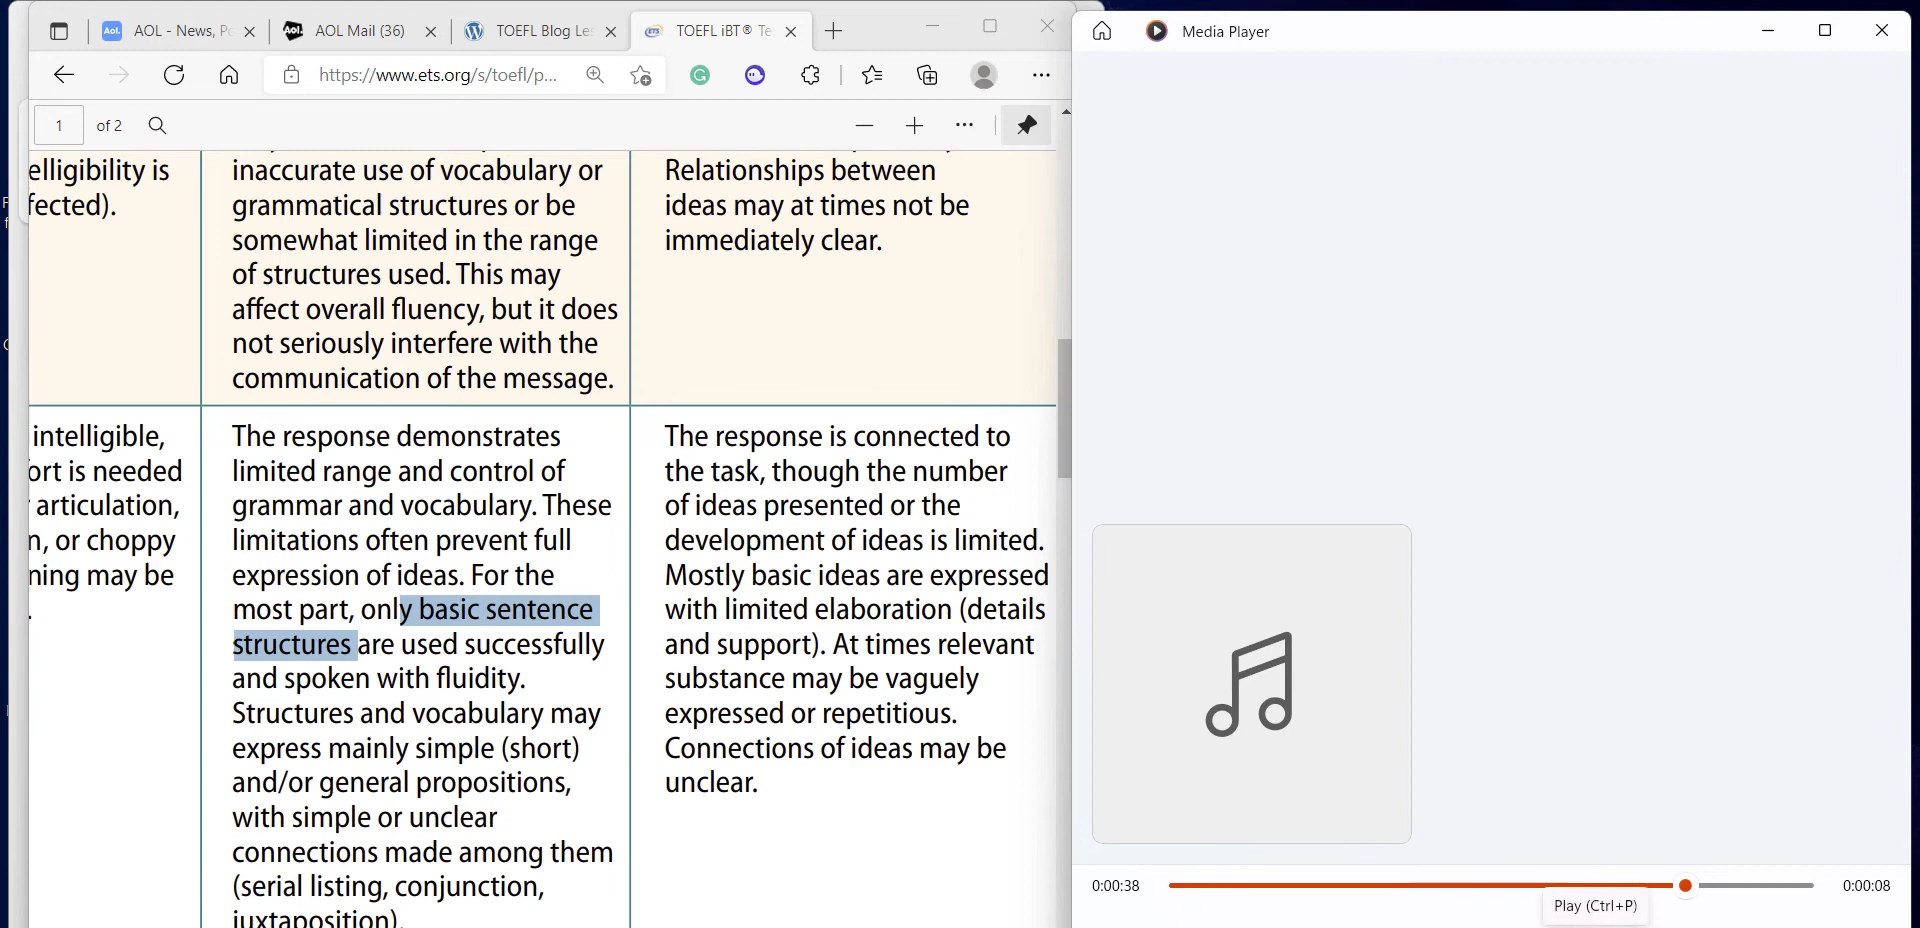 AOL - News, Po
AOL Mail (36)
TOEFL Blog Les
TOEFL iBT® Te
https://www.ets.org/s/toefl/p...
1
of 2
elligibility is
fected).
inaccurate use of vocabulary or
grammatical structures or be
somewhat limited in the range
of structures used. This may
affect overall fluency, but it does
not seriously interfere with the
communication of the message.
Relationships between
ideas may at times not be
immediately clear.
intelligible,
ort is needed
articulation,
n, or choppy
ning may be
.
The response demonstrates
limited range and control of
grammar and vocabulary. These
limitations often prevent full
expression of ideas. For the
most part, only basic sentence
structures are used successfully
and spoken with fluidity.
Structures and vocabulary may
express mainly simple (short)
and/or general propositions,
with simple or unclear
connections made among them
(serial listing, conjunction,
juxtaposition).
The response is connected to
the task, though the number
of ideas presented or the
development of ideas is limited.
Mostly basic ideas are expressed
with limited elaboration (details
and support). At times relevant
substance may be vaguely
expressed or repetitious.
Connections of ideas may be
unclear.
Media Player
0:00:38
0:00:08
Play (Ctrl+P)